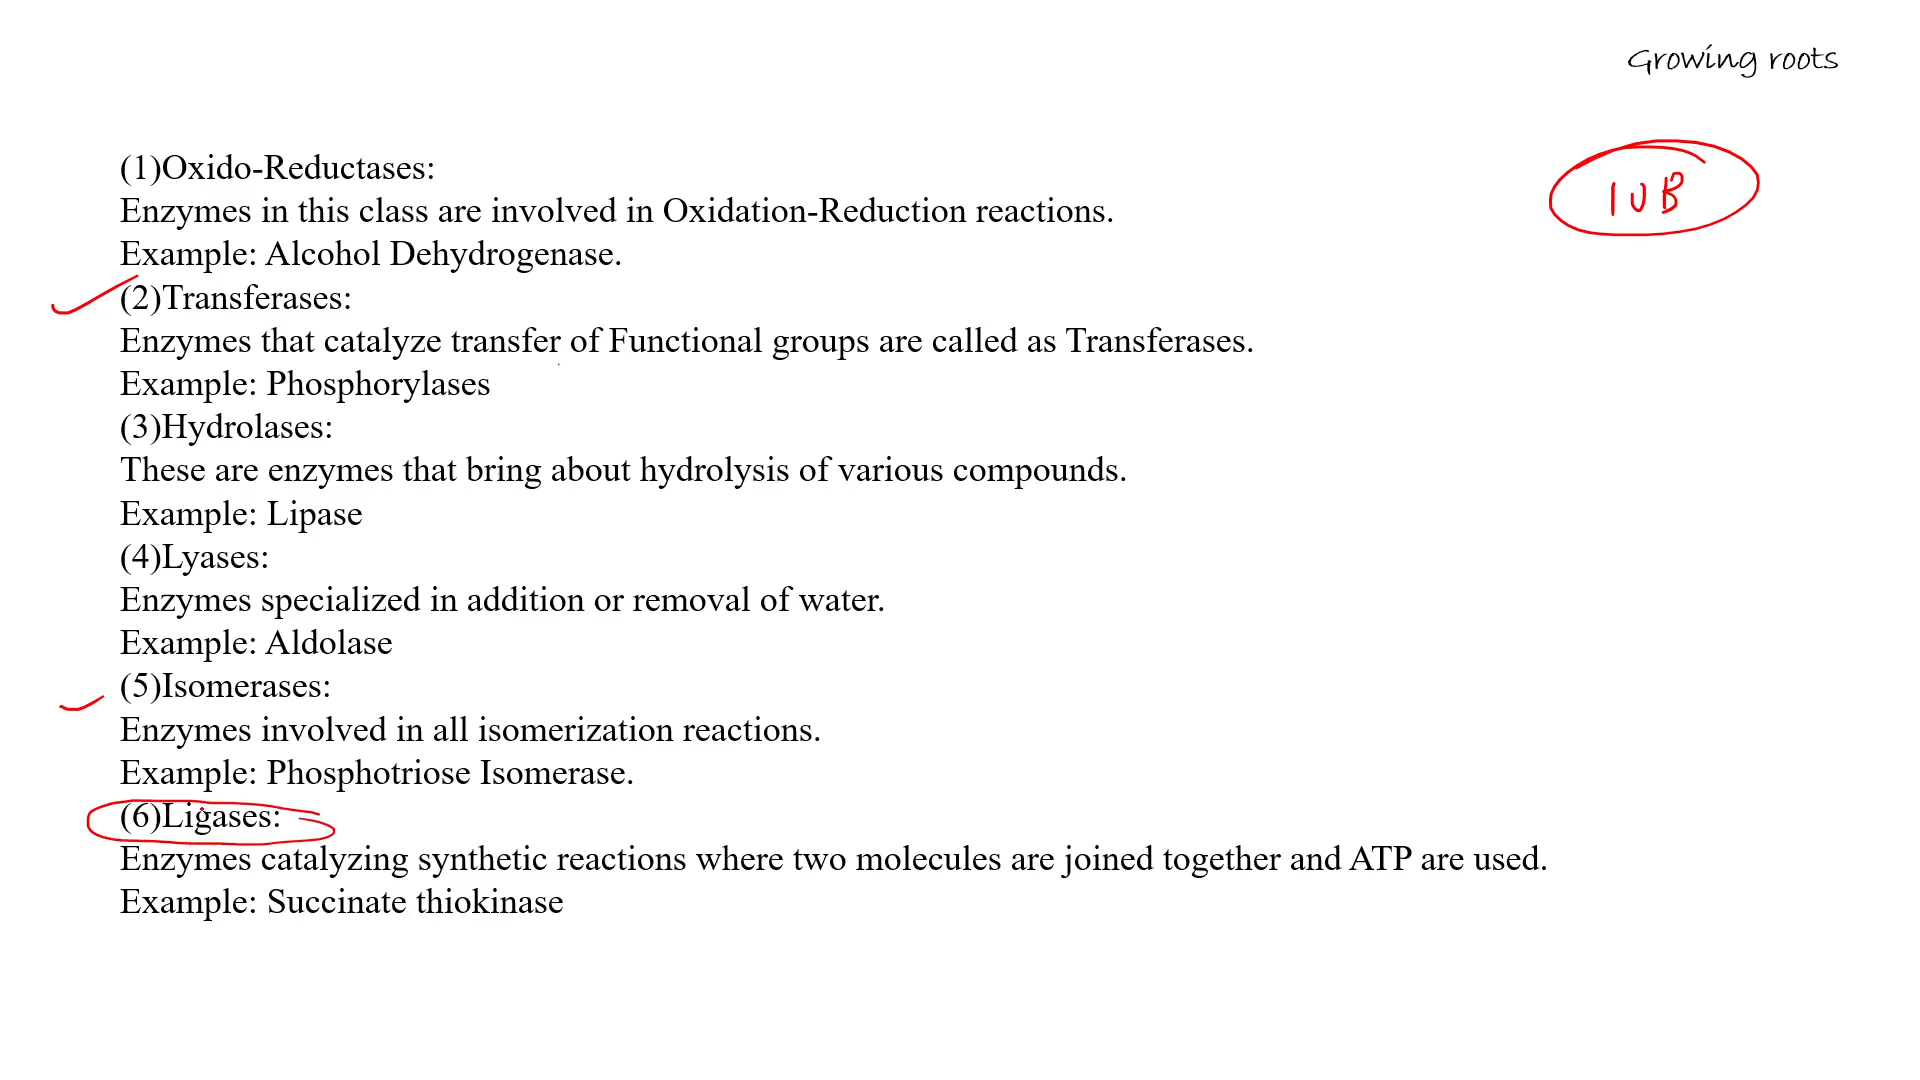 Growing roots
IUB
(1)Oxido-Reductases:
Enzymes in this class are involved in Oxidation-Reduction reactions.
Example: Alcohol Dehydrogenase.
(2)Transferases:
Enzymes that catalyze transfer of Functional groups are called as Transferases.
Example: Phosphorylases
(3)Hydrolases:
These are enzymes that bring about hydrolysis of various compounds.
Example: Lipase
(4)Lyases:
Enzymes specialized in addition or removal of water.
Example: Aldolase
(5)Isomerases:
Enzymes involved in all isomerization reactions.
Example: Phosphotriose Isomerase.
(6)Ligases:
Enzymes catalyzing synthetic reactions where two molecules are joined together and ATP are used.
Example: Succinate thiokinase